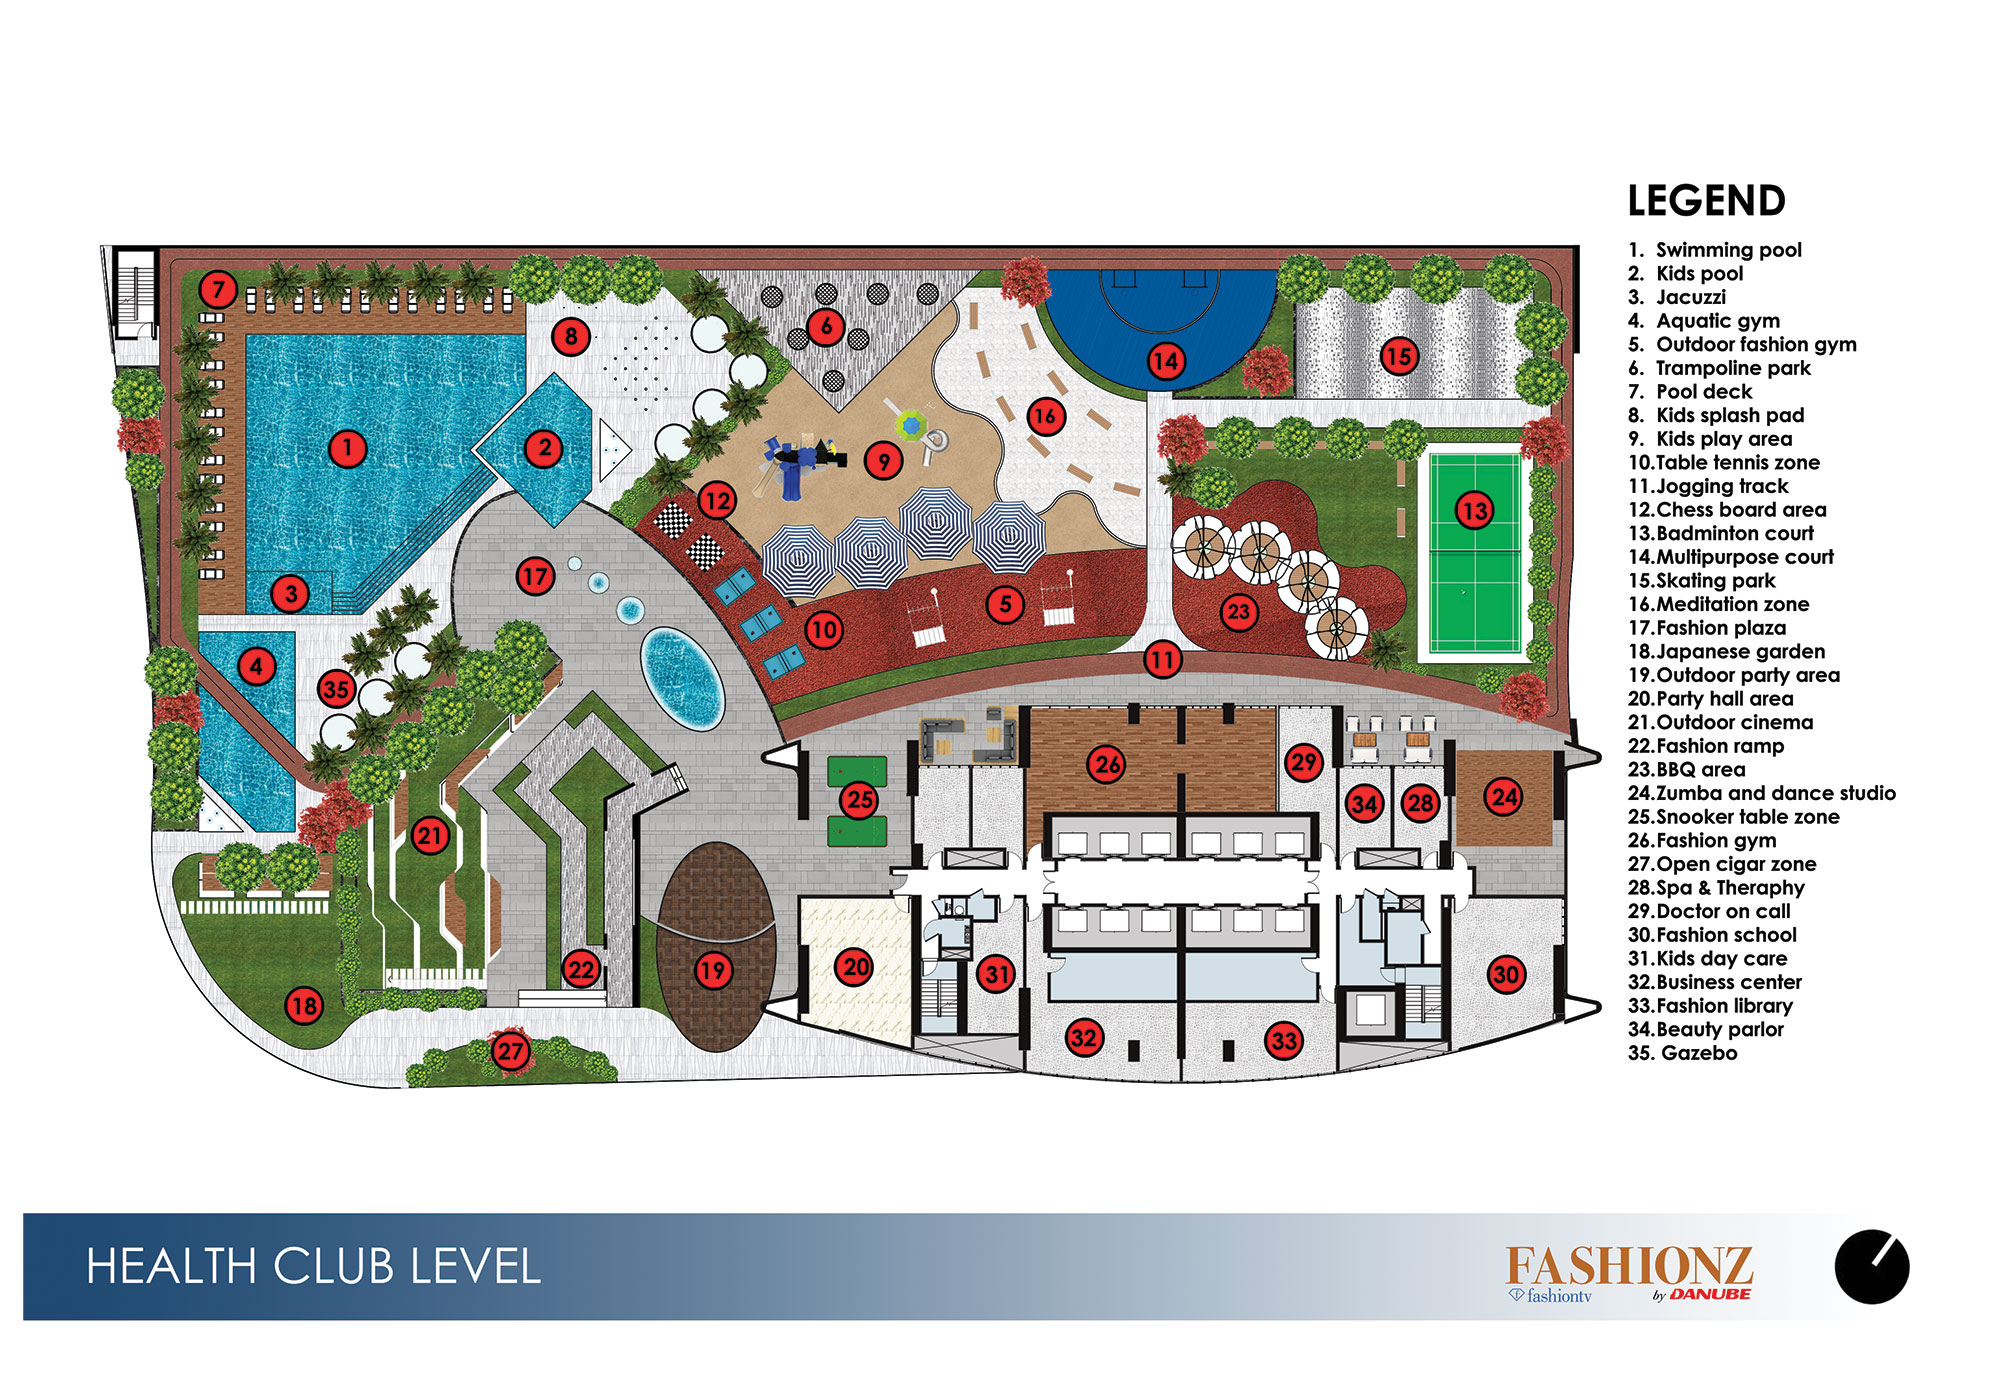 LEGEND
1. Swimming pool
2. Kids pool
3. Jacuzzi
4. Aquatic gym
5. Outdoor fashion gym
6. Trampoline park
7. Pool deck
8. Kids splash pad
9. Kids play area
10.Table tennis zone
11.Jogging track
12.Chess board area
13.Badminton court
14.Multipurpose court
15.Skating park
16.Meditation zone
17.Fashion plaza
18.Japanese garden
19.Outdoor party area
20.Party hall area
21.Outdoor cinema
22.Fashion ramp
23.BBQ area
24.Zumba and dance studio
25.Snooker table zone
26.Fashion gym
27.Open cigar zone
28.Spa & Theraphy
29.Doctor on call
30.Fashion school
31.Kids day care
32.Business center
33.Fashion library
34.Beauty parlor
35. Gazebo
7
6
8
14
15
16
1
2
9
12
13
17
3
5
23
10
11
4
35
26
29
25
34
28
24
21
20
19
22
31
30
18
27
32
33
HEALTH CLUB LEVEL
FASHIONZ
fashiontv by DANUBE